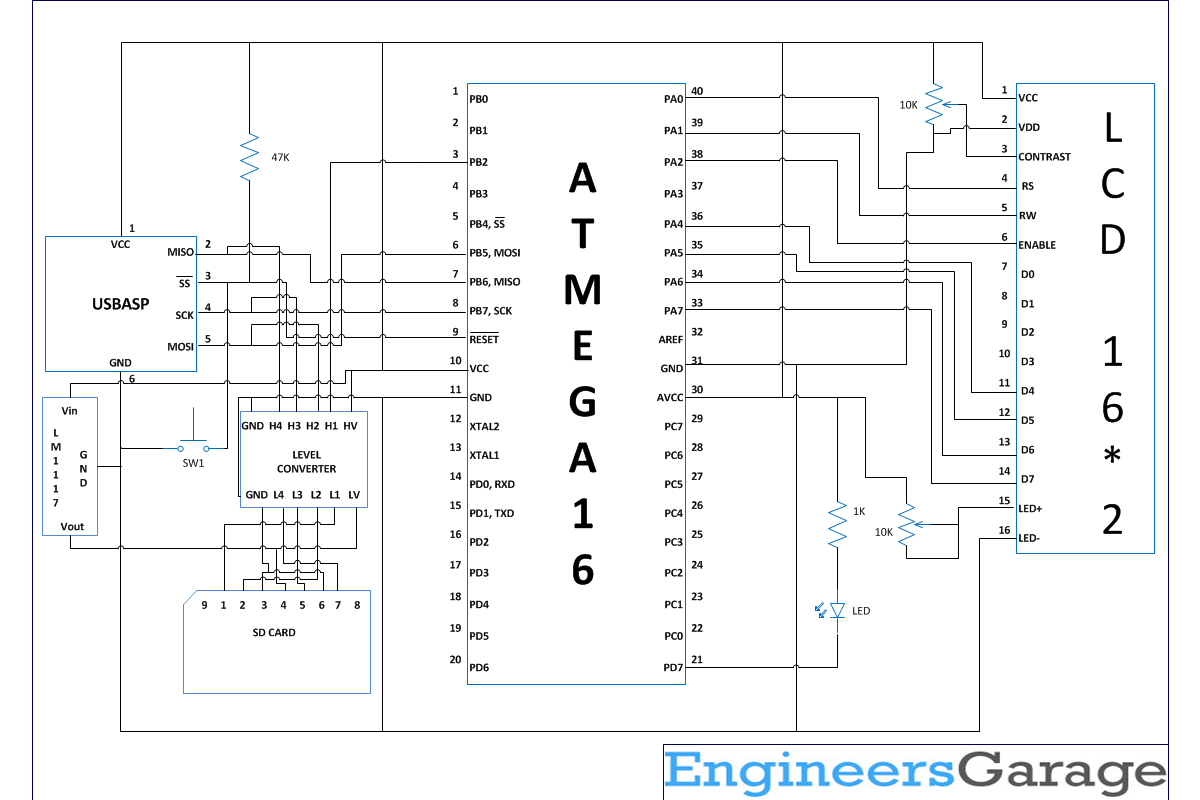 1
VCC
MISO
2
SS
3
SCK
4
MOSI
5
GND
6
USBASP
47K
Vin
LM1117
GND
Vout
SW1
GND H4 H3 H2 H1 HV
LEVEL
CONVERTER
GND L4 L3 L2 L1 LV
9 1 2 3 4 5 6 7 8
SD CARD
ATMEGA16
1 PB0
2 PB1
3 PB2
4 PB3
5 PB4, SS
6 PB5, MOSI
7 PB6, MISO
8 PB7, SCK
9 RESET
10 VCC
11 GND
12 XTAL2
13 XTAL1
14 PD0, RXD
15 PD1, TXD
16 PD2
17 PD3
18 PD4
19 PD5
20 PD6
PA0 40
PA1 39
PA2 38
PA3 37
PA4 36
PA5 35
PA6 34
PA7 33
AREF 32
GND 31
AVCC 30
PC7 29
PC6 28
PC5 27
PC4 26
PC3 25
PC2 24
PC1 23
PC0 22
PD7 21
10K
1K
10K
LED
1 VCC
2 VDD
3 CONTRAST
4 RS
5 RW
6 ENABLE
7 D0
8 D1
9 D2
10 D3
11 D4
12 D5
13 D6
14 D7
15 LED+
16 LED-
LCD 16*2
EngineersGarage